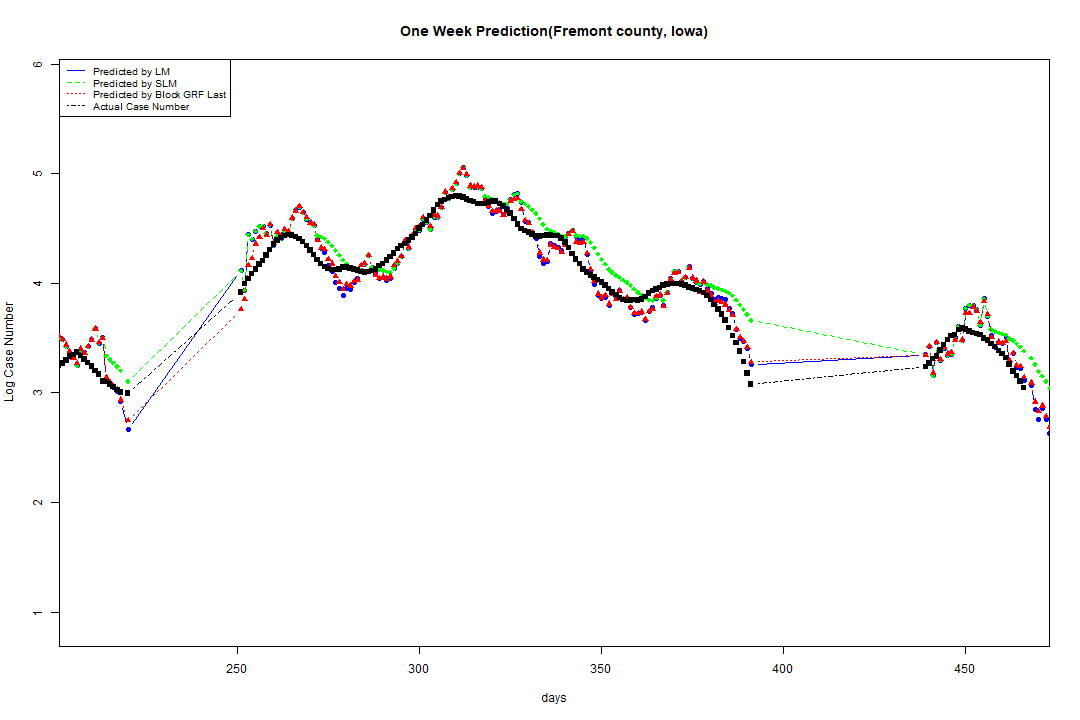 One Week Prediction(Fremont county, Iowa)
Predicted by LM
Predicted by SLM
Predicted by Block GRF Last
Actual Case Number
Log Case Number
6
5
4
3
2
1
250 300 350 400 450
days